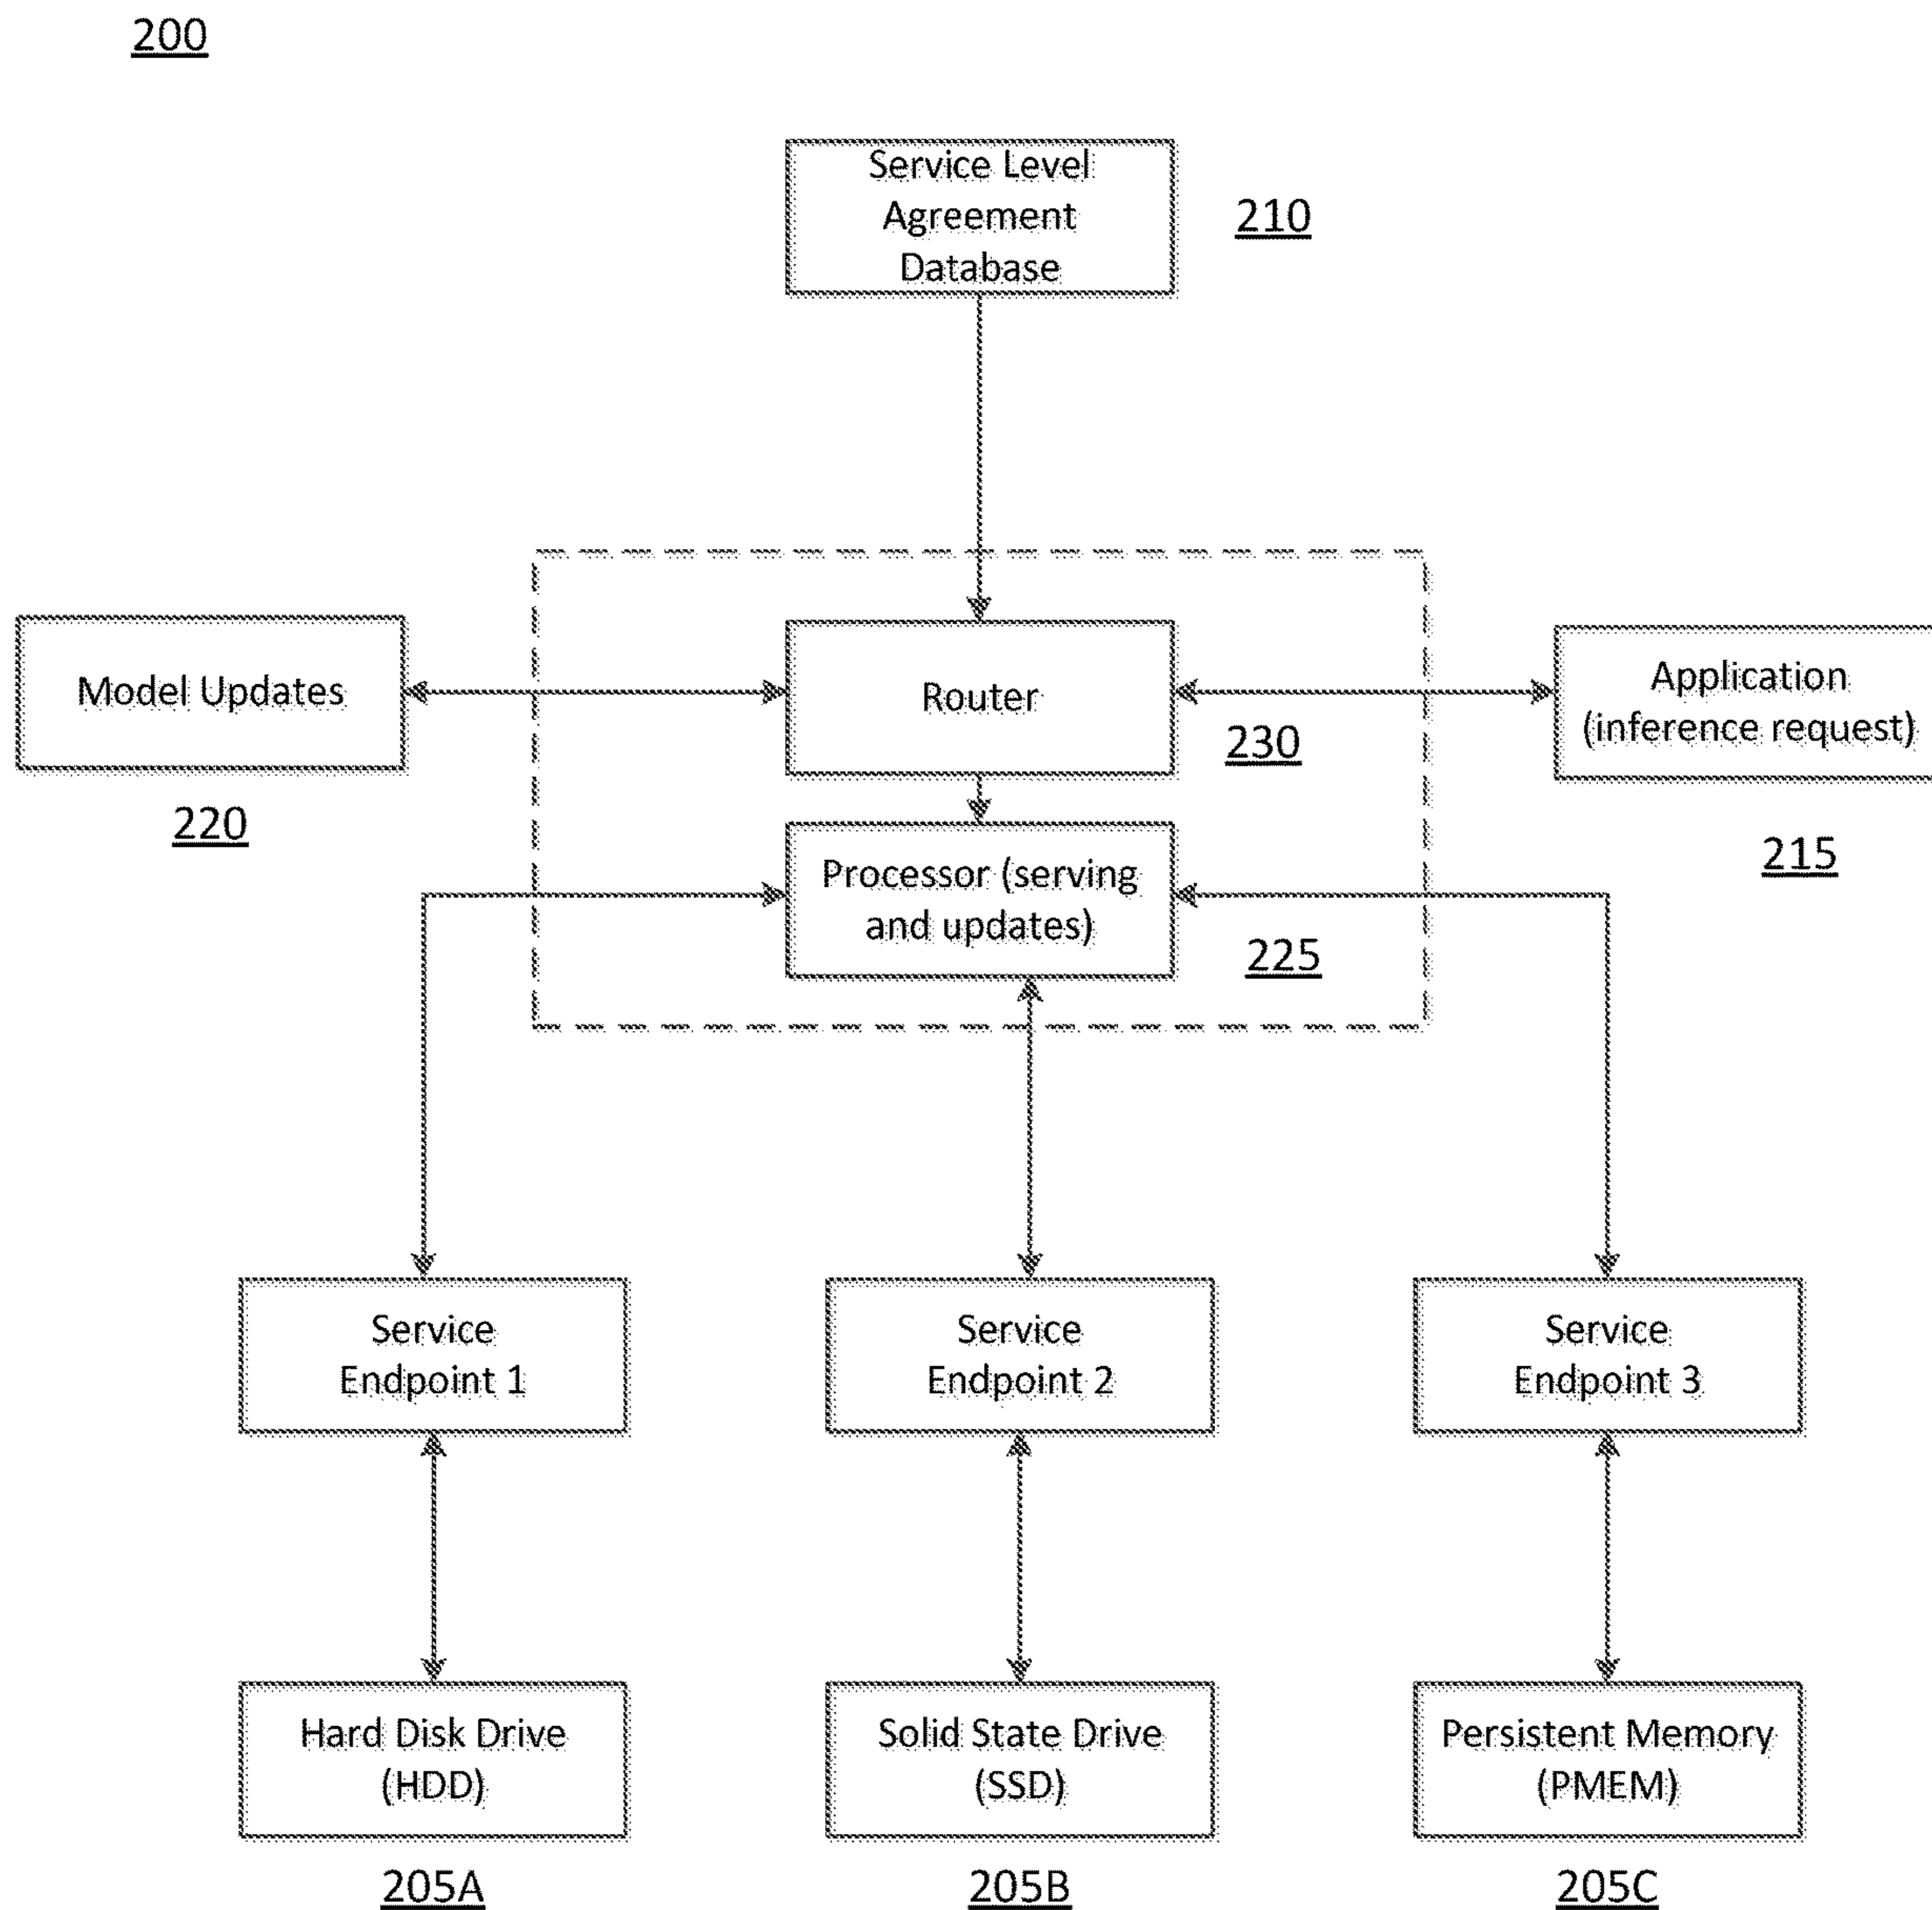 200
Service Level
Agreement
Database
210
Model Updates
220
Router
230
Application
(inference request)
215
Processor (serving
and updates)
225
Service
Endpoint 1
Service
Endpoint 2
Service
Endpoint 3
Hard Disk Drive
(HDD)
205A
Solid State Drive
(SSD)
205B
Persistent Memory
(PMEM)
205C